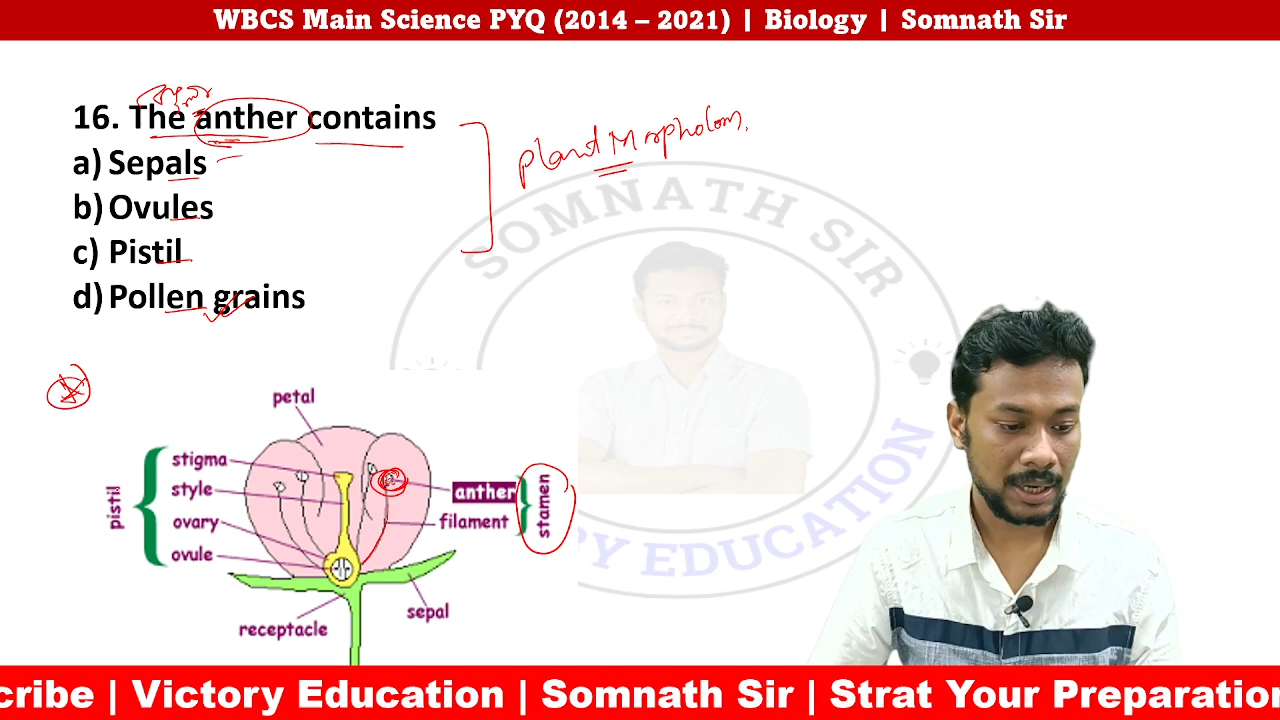 WBCS Main Science PYQ (2014 – 2021) | Biology | Somnath Sir
16. The anther contains
a) Sepals
b) Ovules
c) Pistil
d) Pollen grains
plant Morpholom.
SOMNATH SIR
petal
stigma
style
ovary
ovule
pistil
anther
filament
stamen
sepal
receptacle
EDUCATION
cribe | Victory Education | Somnath Sir | Strat Your Preparation